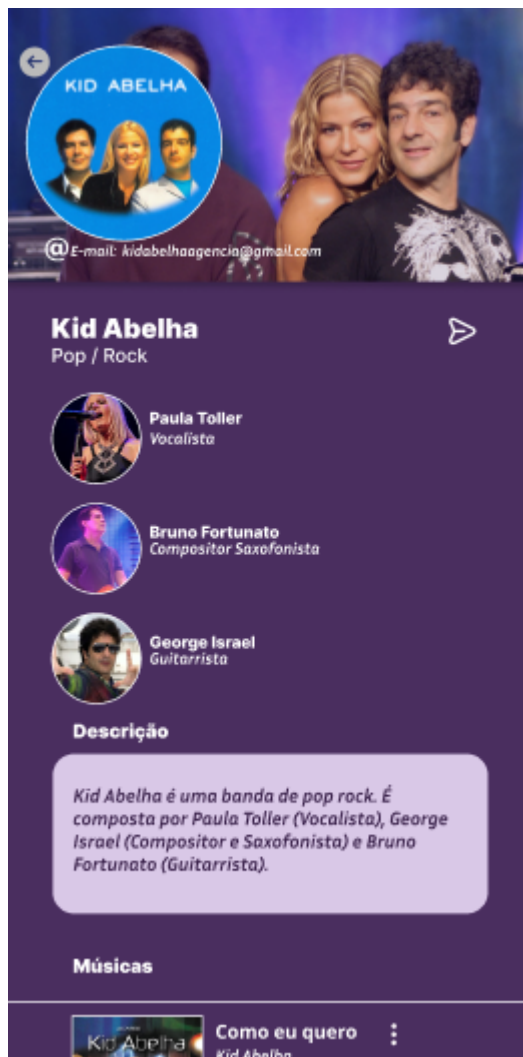 KID ABELHA
@ E-mail: kidabelhaagencia@gmail.com
Kid Abelha
Pop / Rock
Paula Toller
Vocalista
Bruno Fortunato
Compositor Saxofonista
George Israel
Guitarrista
Descrição
Kid Abelha é uma banda de pop rock. É
composta por Paula Toller (Vocalista), George
Israel (Compositor e Saxofonista) e Bruno
Fortunato (Guitarrista).
Músicas
Kid Abelha
Como eu quero
Kid Abelha